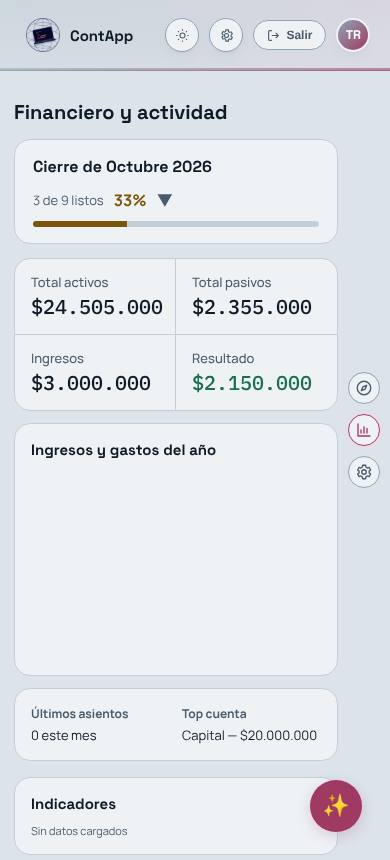 ContApp
Salir
TR
Financiero y actividad
Cierre de Octubre 2026
3 de 9 listos 33% ▼
Total activos
$24.505.000
Total pasivos
$2.355.000
Ingresos
$3.000.000
Resultado
$2.150.000
Ingresos y gastos del año
Últimos asientos
0 este mes
Top cuenta
Capital — $20.000.000
Indicadores
Sin datos cargados